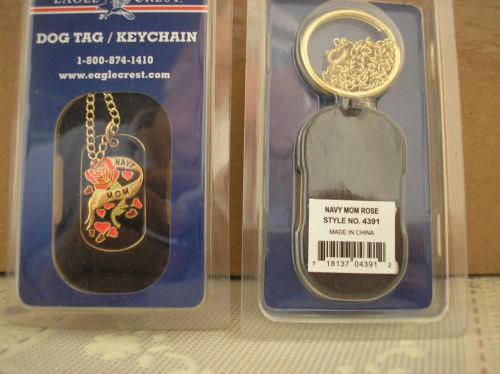 EAGLE CREST
DOG TAG / KEYCHAIN
1-800-874-1410
www.eaglecrest.com
NAVY
MOM
NAVY MOM ROSE
STYLE NO. 4391
MADE IN CHINA
7 18137 04391 2